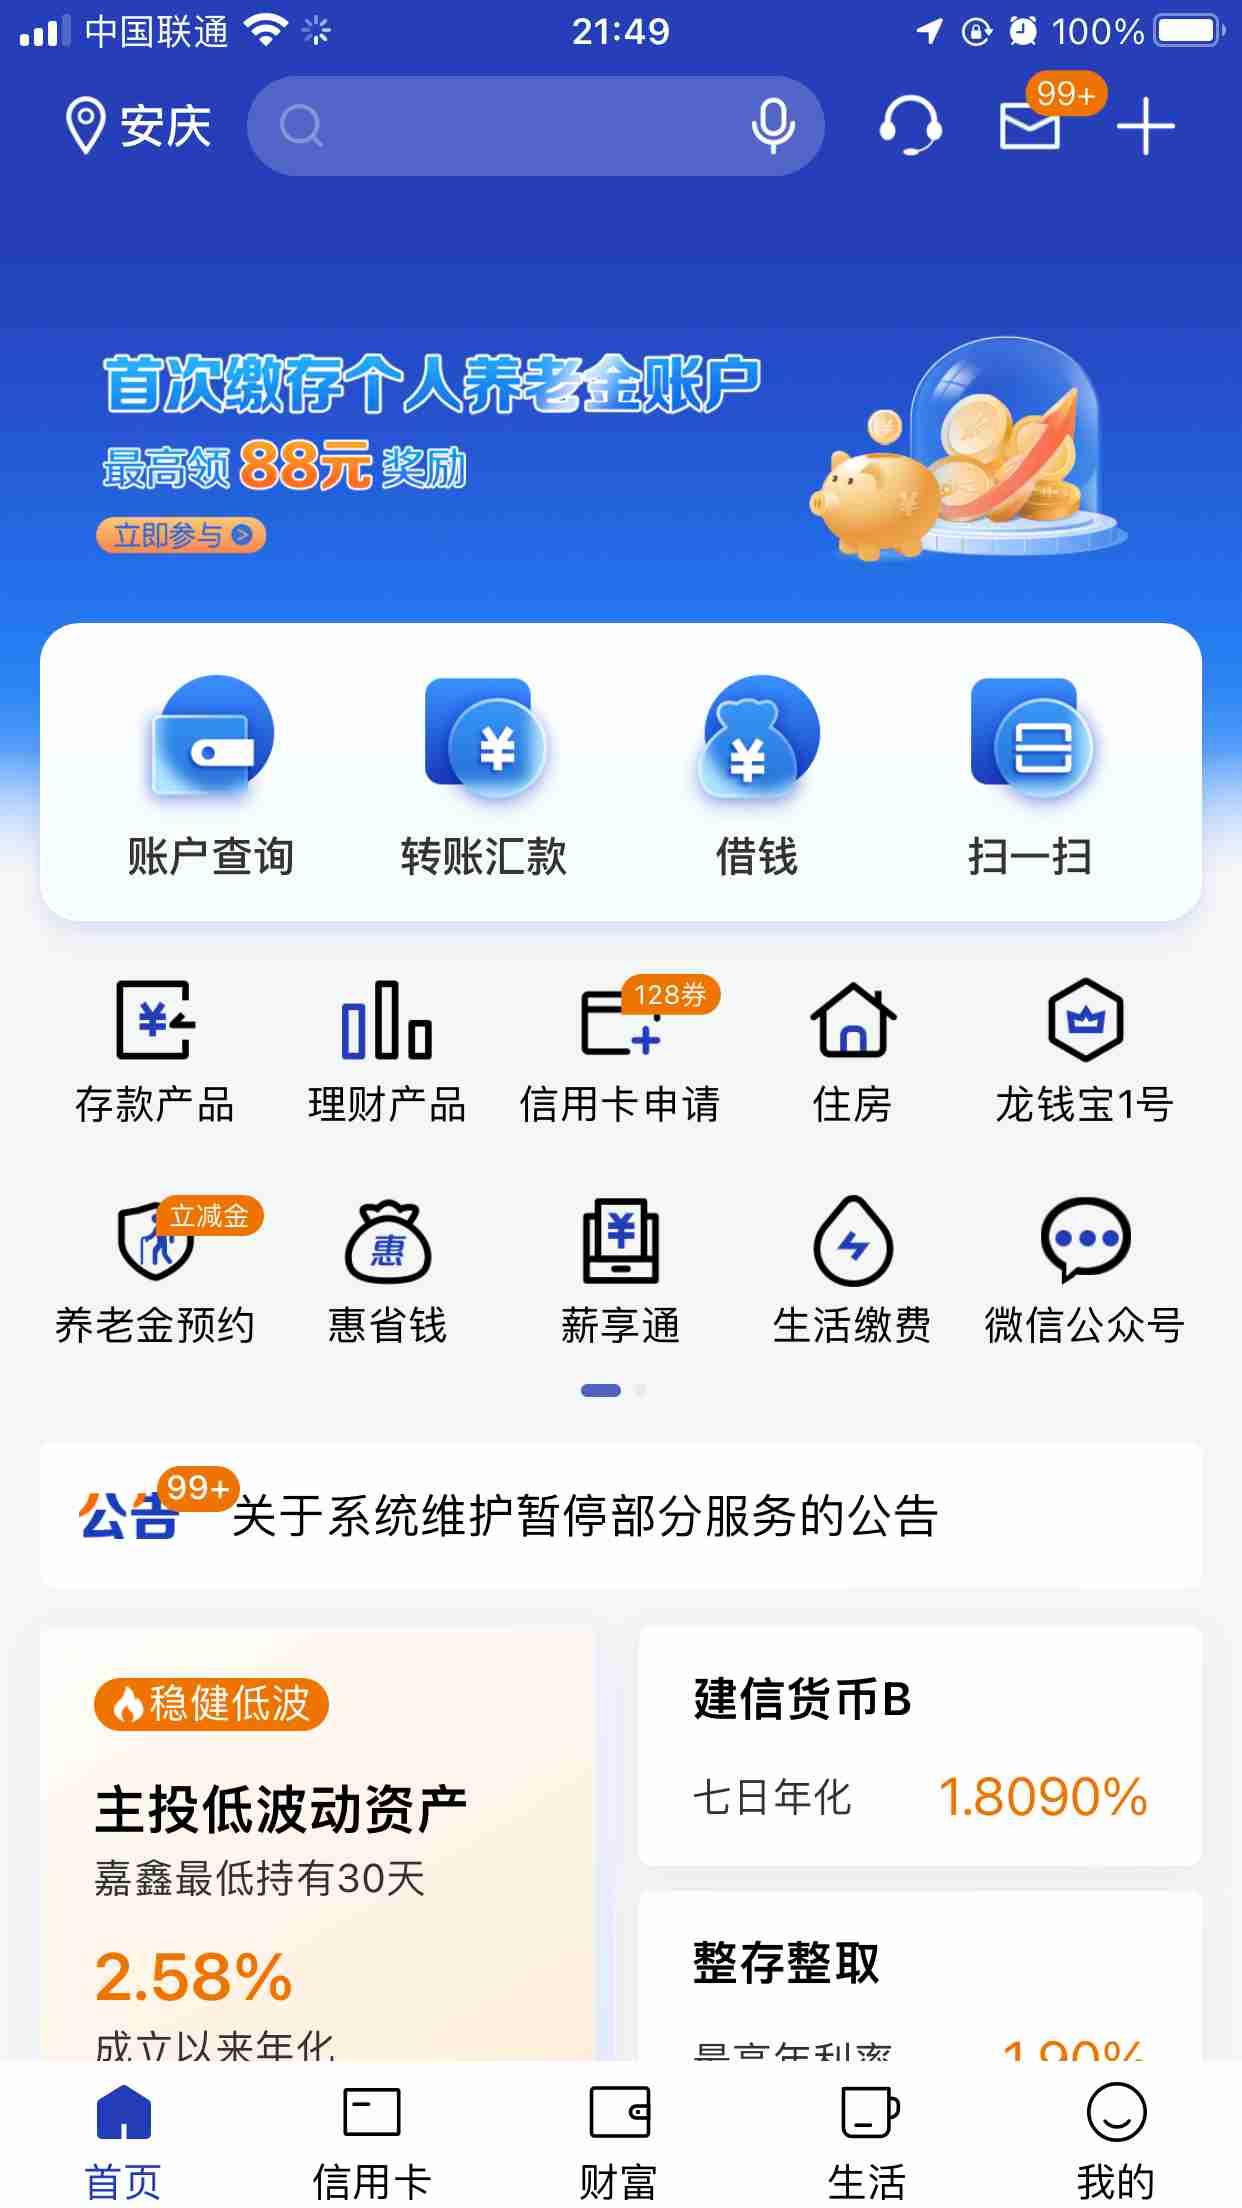 中国联通
21:49
100%
安庆
99+
首次缴存个人养老金账户
最高领88元奖励
立即参与
账户查询
转账汇款
借钱
扫一扫
128券
存款产品
理财产品
信用卡申请
住房
龙钱宝1号
立减金
惠
养老金预约
惠省钱
薪享通
生活缴费
微信公众号
公告
99+
关于系统维护暂停部分服务的公告
稳健低波
主投低波动资产
嘉鑫最低持有30天
2.58%
成立以来年化
建信货币B
七日年化
1.8090%
整存整取
最高年利率
1.90%
首页
信用卡
财富
生活
我的